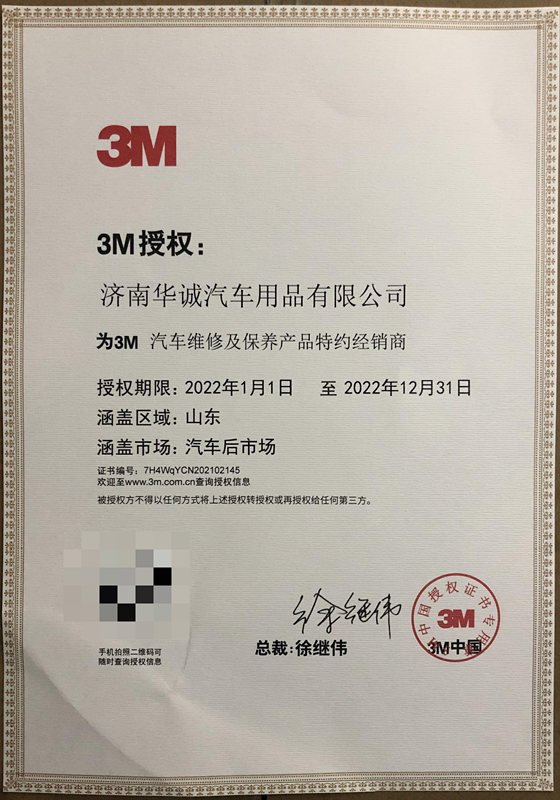 3M
3M授权：
济南华诚汽车用品有限公司
为3M 汽车维修及保养产品特约经销商
授权期限：2022年1月1日 至 2022年12月31日
涵盖区域：山东
涵盖市场：汽车后市场
证书编号：7H4WqYCN202102145
欢迎至www.3m.com.cn查询授权信息
被授权方不得以任何方式将上述授权转授权或再授权给任何第三方。
手机拍照二维码可
随时查询授权信息
徐继伟
总裁：徐继伟
中国授权证书专用
3M
3M中国